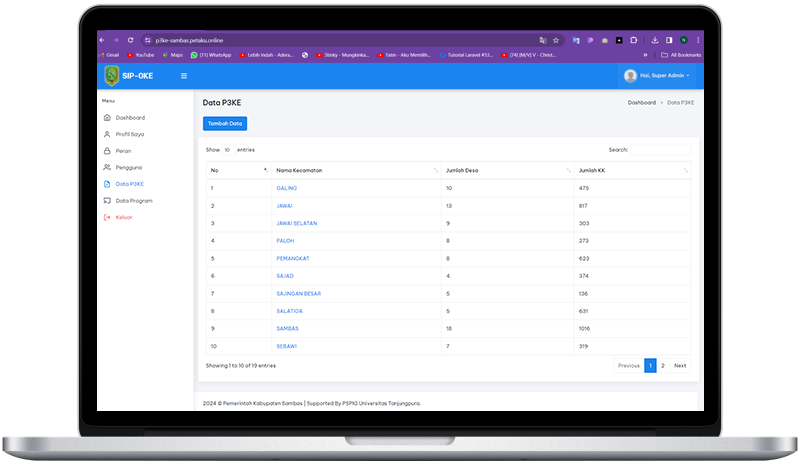 p3ke-sambas.petaku.online
Gmail YouTube Maps (11) WhatsApp Lebih Indah - Adera... Stinky - Mungkinka... Fatin - Aku Memilih... Tutorial Laravel #53... (74) [M/V] V - Christ... » All Bookmarks
SIP-OKE Hai, Super Admin
Menu
Dashboard
Profil Saya
Peran
Pengguna
Data P3KE
Data Program
Keluar
Data P3KE Dashboard > Data P3KE
Tambah Data
Show 10 entries Search:
No Nama Kecamatan Jumlah Desa Jumlah KK
1 GALING 10 475
2 JAWAI 13 817
3 JAWAI SELATAN 9 303
4 PALOH 8 273
5 PEMANGKAT 8 623
6 SAJAD 4 374
7 SAJINGAN BESAR 5 136
8 SALATIGA 5 631
9 SAMBAS 18 1016
10 SEBAWI 7 319
Showing 1 to 10 of 19 entries Previous 1 2 Next
2024 © Pemerintah Kabupaten Sambas | Supported By PSPIG Universitas Tanjungpura.